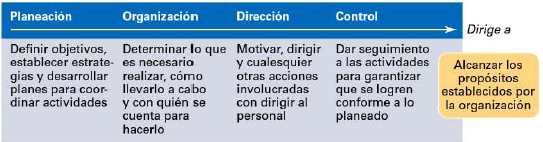 Planeación
Definir objetivos,
establecer estrate-
gias y desarrollar
planes para coor-
dinar actividades
Organización
Determinar lo que
es necesario
realizar, cómo
llevarlo a cabo
y con quién se
cuenta para
hacerlo
Dirección
Motivar, dirigir
y cualesquier
otras acciones
involucradas
con dirigir al
personal
Control
Dar seguimiento
a las actividades
para garantizar
que se logren
conforme a lo
planeado
Dirige a
Alcanzar los
propósitos
establecidos por
la organización